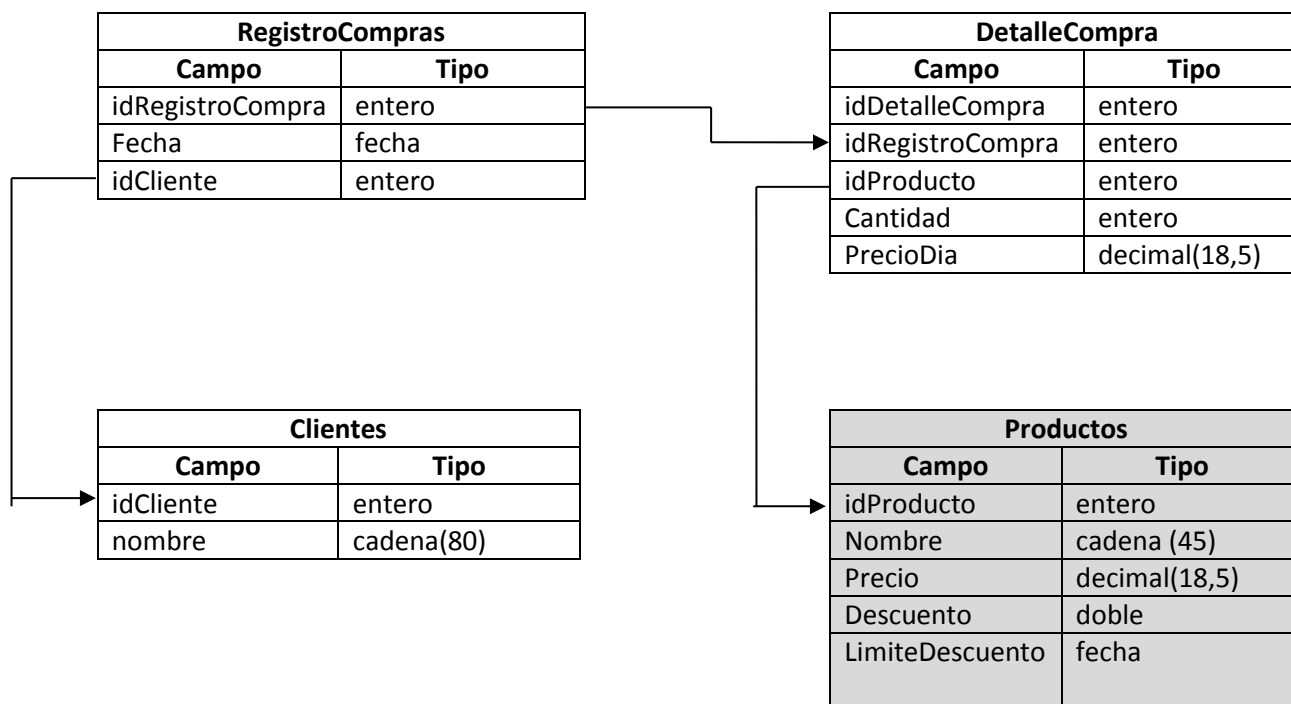 RegistroCompras
Campo Tipo
idRegistroCompra entero
Fecha fecha
idCliente entero
DetalleCompra
Campo Tipo
idDetalleCompra entero
idRegistroCompra entero
idProducto entero
Cantidad entero
PrecioDia decimal(18,5)
Clientes
Campo Tipo
idCliente entero
nombre cadena(80)
Productos
Campo Tipo
idProducto entero
Nombre cadena (45)
Precio decimal(18,5)
Descuento doble
LimiteDescuento fecha